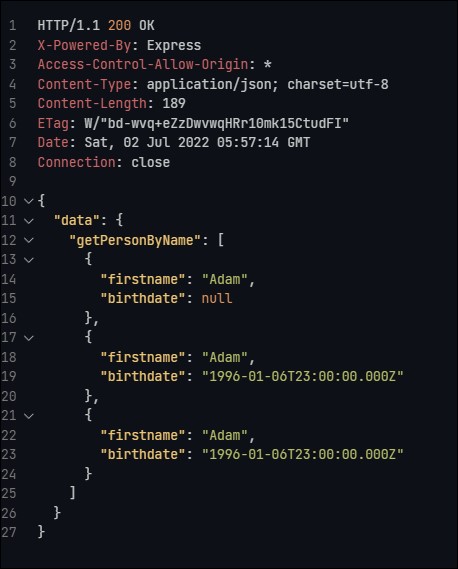 1 HTTP/1.1 200 OK
2 X-Powered-By: Express
3 Access-Control-Allow-Origin: *
4 Content-Type: application/json; charset=utf-8
5 Content-Length: 189
6 ETag: W/"bd-wvq+eZzDwvwqHRr10mk15CtudFI"
7 Date: Sat, 02 Jul 2022 05:57:14 GMT
8 Connection: close
9
10 {
11 "data": {
12 "getPersonByName": [
13 {
14 "firstname": "Adam",
15 "birthdate": null
16 },
17 {
18 "firstname": "Adam",
19 "birthdate": "1996-01-06T23:00:00.000Z"
20 },
21 {
22 "firstname": "Adam",
23 "birthdate": "1996-01-06T23:00:00.000Z"
24 }
25 ]
26 }
27 }